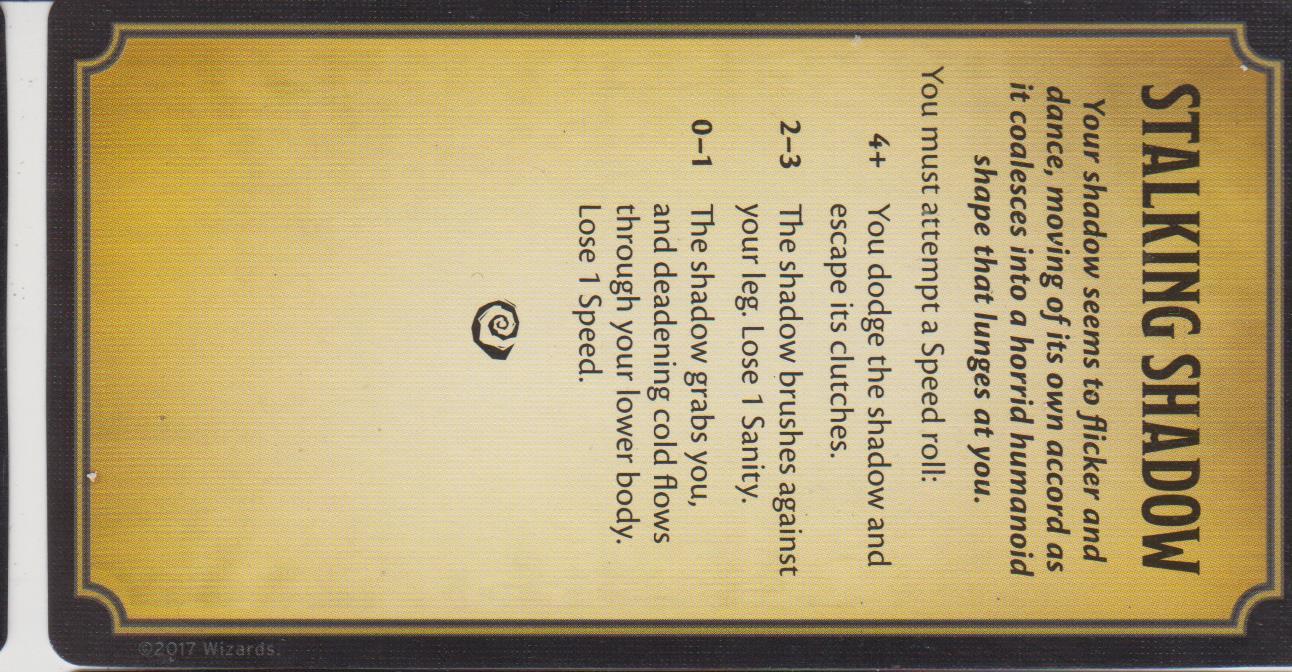 STALKING SHADOW
Your shadow seems to flicker and
dance, moving of its own accord as
it coalesces into a horrid humanoid
shape that lunges at you.
You must attempt a Speed roll:
4+ You dodge the shadow and
escape its clutches.
2–3 The shadow brushes against
your leg. Lose 1 Sanity.
0–1 The shadow grabs you,
and deadening cold flows
through your lower body.
Lose 1 Speed.
©2017 Wizards.